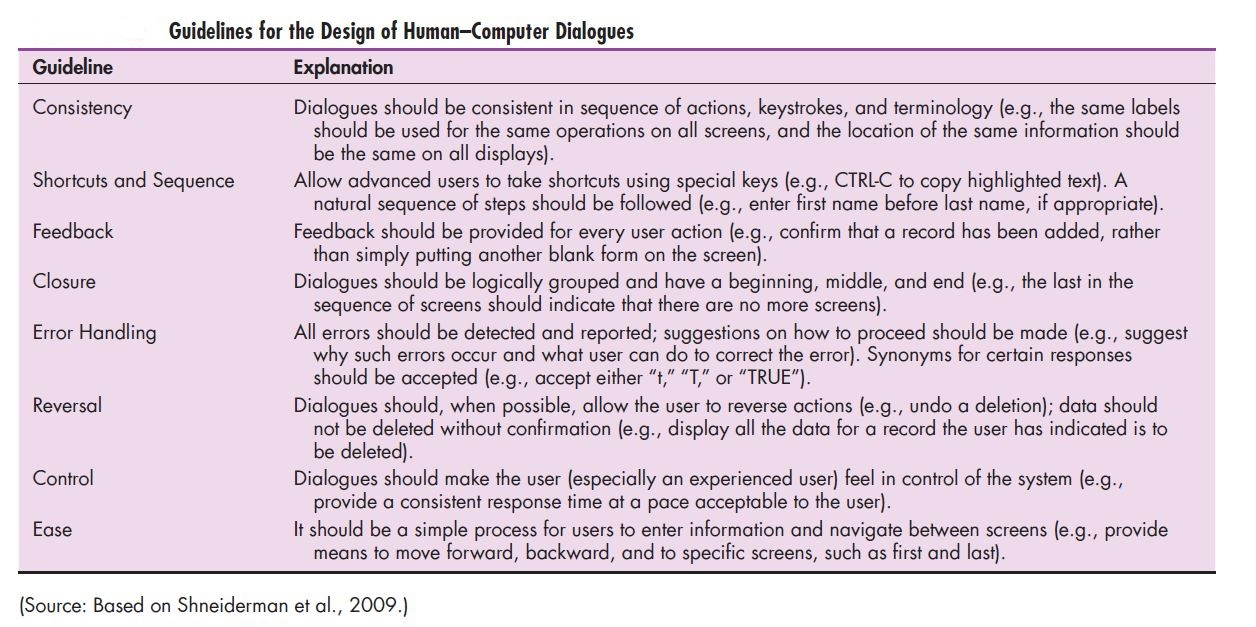 Guidelines for the Design of Human–Computer Dialogues
Guideline Explanation
Consistency Dialogues should be consistent in sequence of actions, keystrokes, and terminology (e.g., the same labels
should be used for the same operations on all screens, and the location of the same information should
be the same on all displays).
Shortcuts and Sequence Allow advanced users to take shortcuts using special keys (e.g., CTRL-C to copy highlighted text). A
natural sequence of steps should be followed (e.g., enter first name before last name, if appropriate).
Feedback Feedback should be provided for every user action (e.g., confirm that a record has been added, rather
than simply putting another blank form on the screen).
Closure Dialogues should be logically grouped and have a beginning, middle, and end (e.g., the last in the
sequence of screens should indicate that there are no more screens).
Error Handling All errors should be detected and reported; suggestions on how to proceed should be made (e.g., suggest
why such errors occur and what user can do to correct the error). Synonyms for certain responses
should be accepted (e.g., accept either “t,” “T,” or “TRUE”).
Reversal Dialogues should, when possible, allow the user to reverse actions (e.g., undo a deletion); data should
not be deleted without confirmation (e.g., display all the data for a record the user has indicated is to
be deleted).
Control Dialogues should make the user (especially an experienced user) feel in control of the system (e.g.,
provide a consistent response time at a pace acceptable to the user).
Ease It should be a simple process for users to enter information and navigate between screens (e.g., provide
means to move forward, backward, and to specific screens, such as first and last).
(Source: Based on Shneiderman et al., 2009.)